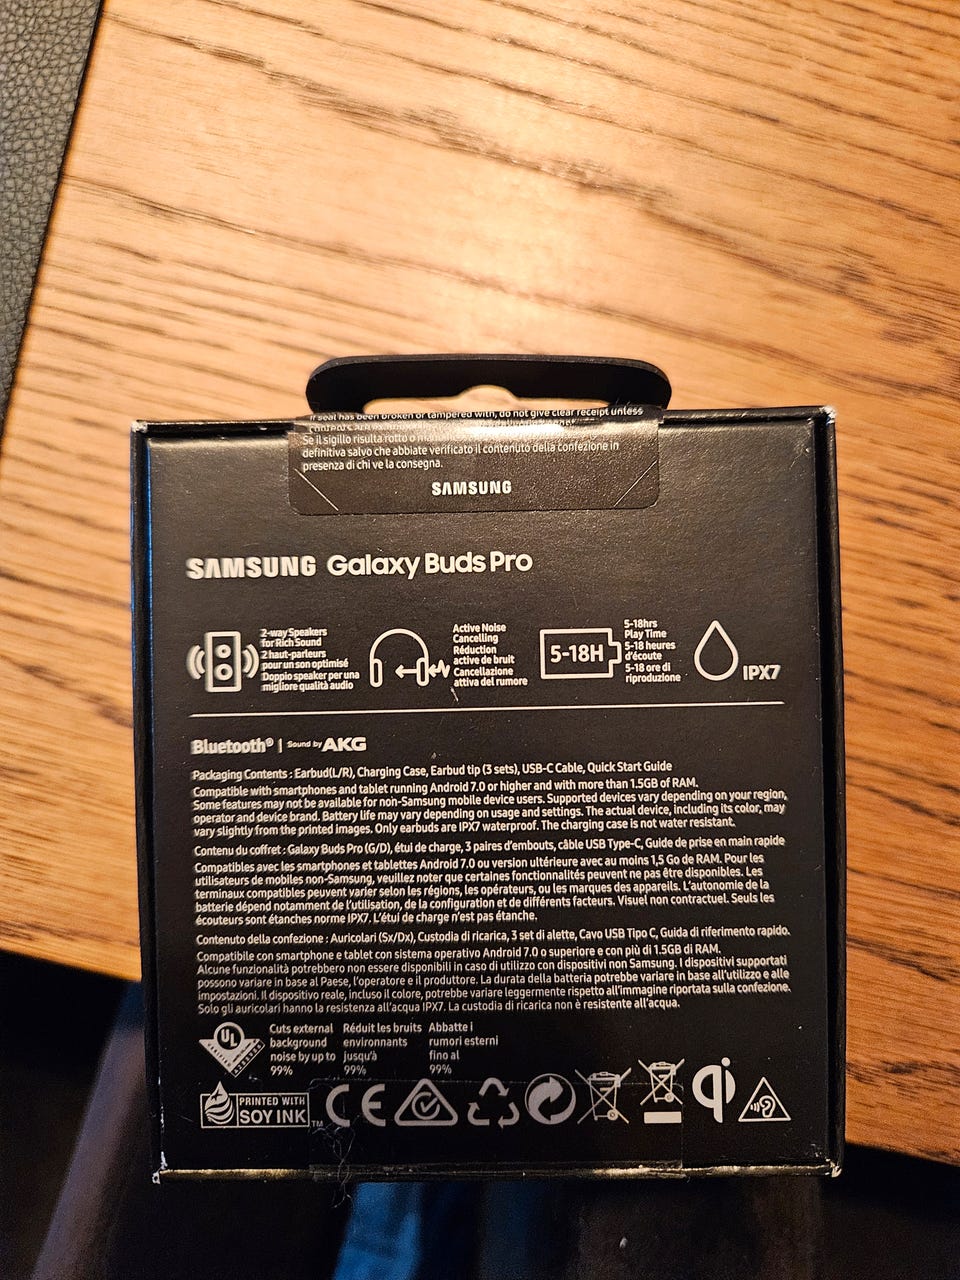 If seal has been broken or tampered with, do not give clear receipt unless
Se il sigillo risulta rotto o
definitiva salvo che abbiate verificato il contenuto della confezione in
presenza di chi ve la consegna.
SAMSUNG
SAMSUNG Galaxy Buds Pro
2-way Speakers
for Rich Sound
2 haut-parleurs
pour un son optimisé
Doppio speaker per una
migliore qualità audio
Active Noise
Cancelling
Réduction
active de bruit
Cancellazione
attiva del rumore
5-18H
5-18hrs
Play Time
5-18 heures
d'écoute
5-18 ore di
riproduzione
IPX7
Bluetooth® | Sound by AKG
Packaging Contents : Earbud(L/R), Charging Case, Earbud tip (3 sets), USB-C Cable, Quick Start Guide
Compatible with smartphones and tablet running Android 7.0 or higher and with more than 1.5GB of RAM.
Some features may not be available for non-Samsung mobile device users. Supported devices vary depending on your region,
operator and device brand. Battery life may vary depending on usage and settings. The actual device, including its color, may
vary slightly from the printed images. Only earbuds are IPX7 waterproof. The charging case is not water resistant.
Contenu du coffret : Galaxy Buds Pro (G/D), étui de charge, 3 paires d'embouts, câble USB Type-C, Guide de prise en main rapide
Compatibles avec les smartphones et tablettes Android 7.0 ou version ultérieure avec au moins 1,5 Go de RAM. Pour les
utilisateurs de mobiles non-Samsung, veuillez noter que certaines fonctionnalités peuvent ne pas être disponibles. Les
terminaux compatibles peuvent varier selon les régions, les opérateurs, ou les marques des appareils. L'autonomie de la
batterie dépend notamment de l'utilisation, de la configuration et de différents facteurs. Visuel non contractuel. Seuls les
écouteurs sont étanches norme IPX7. L'étui de charge n'est pas étanche.
Contenuto della confezione : Auricolari (Sx/Dx), Custodia di ricarica, 3 set di alette, Cavo USB Tipo C, Guida di riferimento rapido.
Compatibile con smartphone e tablet con sistema operativo Android 7.0 o superiore e con più di 1.5GB di RAM.
Alcune funzionalità potrebbero non essere disponibili in caso di utilizzo con dispositivi non Samsung. I dispositivi supportati
possono variare in base al Paese, l'operatore e il produttore. La durata della batteria potrebbe variare in base all'utilizzo e alle
impostazioni. Il dispositivo reale, incluso il colore, potrebbe variare leggermente rispetto all'immagine riportata sulla confezione.
Solo gli auricolari hanno la resistenza all'acqua IPX7. La custodia di ricarica non è resistente all'acqua.
UL
Cuts external
background
noise by up to
99%
Réduit les bruits
environnants
jusqu'à
99%
Abbatte i
rumori esterni
fino al
99%
PRINTED WITH
SOY INK™
CE
qi